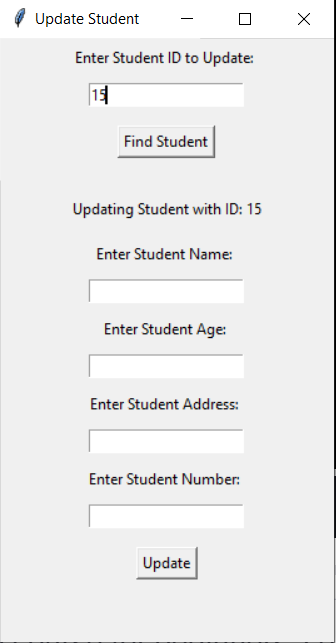 Update Student
Enter Student ID to Update:
15
Find Student
Updating Student with ID: 15
Enter Student Name:
Enter Student Age:
Enter Student Address:
Enter Student Number:
Update